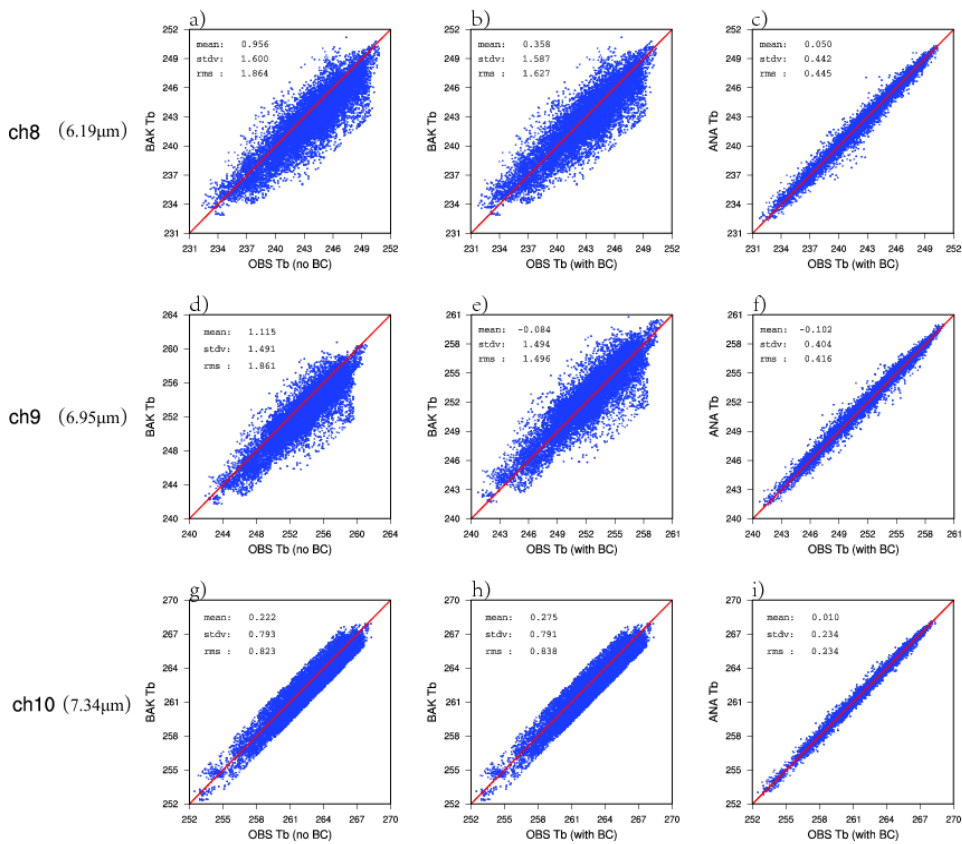 a)
mean: 0.956
stdv: 1.600
rms : 1.864
252
249
246
243
240
237
234
231
BAK Tb
231 234 237 240 243 246 249 252
OBS Tb (no BC)
b)
mean: 0.358
stdv: 1.587
rms : 1.627
252
249
246
243
240
237
234
231
BAK Tb
231 234 237 240 243 246 249 252
OBS Tb (with BC)
c)
mean: 0.050
stdv: 0.442
rms : 0.445
252
249
246
243
240
237
234
231
ANA Tb
231 234 237 240 243 246 249 252
OBS Tb (with BC)
ch8 (6.19μm)
d)
mean: 1.115
stdv: 1.491
rms : 1.861
264
260
256
252
248
244
240
BAK Tb
240 244 248 252 256 260 264
OBS Tb (no BC)
e)
mean: -0.084
stdv: 1.494
rms : 1.496
261
258
255
252
249
246
243
240
BAK Tb
240 243 246 249 252 255 258 261
OBS Tb (with BC)
f)
mean: -0.102
stdv: 0.404
rms : 0.416
261
258
255
252
249
246
243
240
ANA Tb
240 243 246 249 252 255 258 261
OBS Tb (with BC)
ch9 (6.95μm)
g)
mean: 0.222
stdv: 0.793
rms : 0.823
270
267
264
261
258
255
252
BAK Tb
252 255 258 261 264 267 270
OBS Tb (no BC)
h)
mean: 0.275
stdv: 0.791
rms : 0.838
270
267
264
261
258
255
252
BAK Tb
252 255 258 261 264 267 270
OBS Tb (with BC)
i)
mean: 0.010
stdv: 0.234
rms : 0.234
270
267
264
261
258
255
252
ANA Tb
252 255 258 261 264 267 270
OBS Tb (with BC)
ch10 (7.34μm)